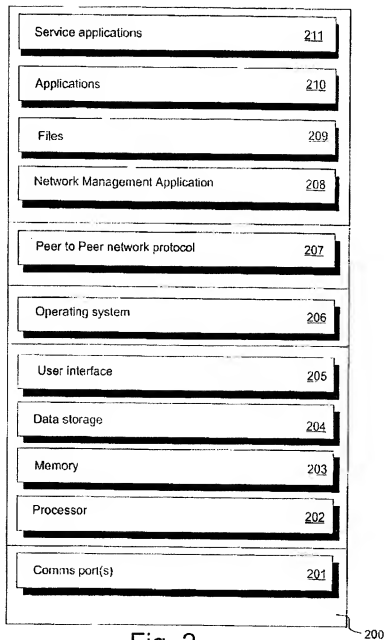 Service applications 211
Applications 210
Files 209
Network Management Application 208
Peer to Peer network protocol 207
Operating system 206
User interface 205
Data storage 204
Memory 203
Processor 202
Comms port(s) 201
200
Fig. 2